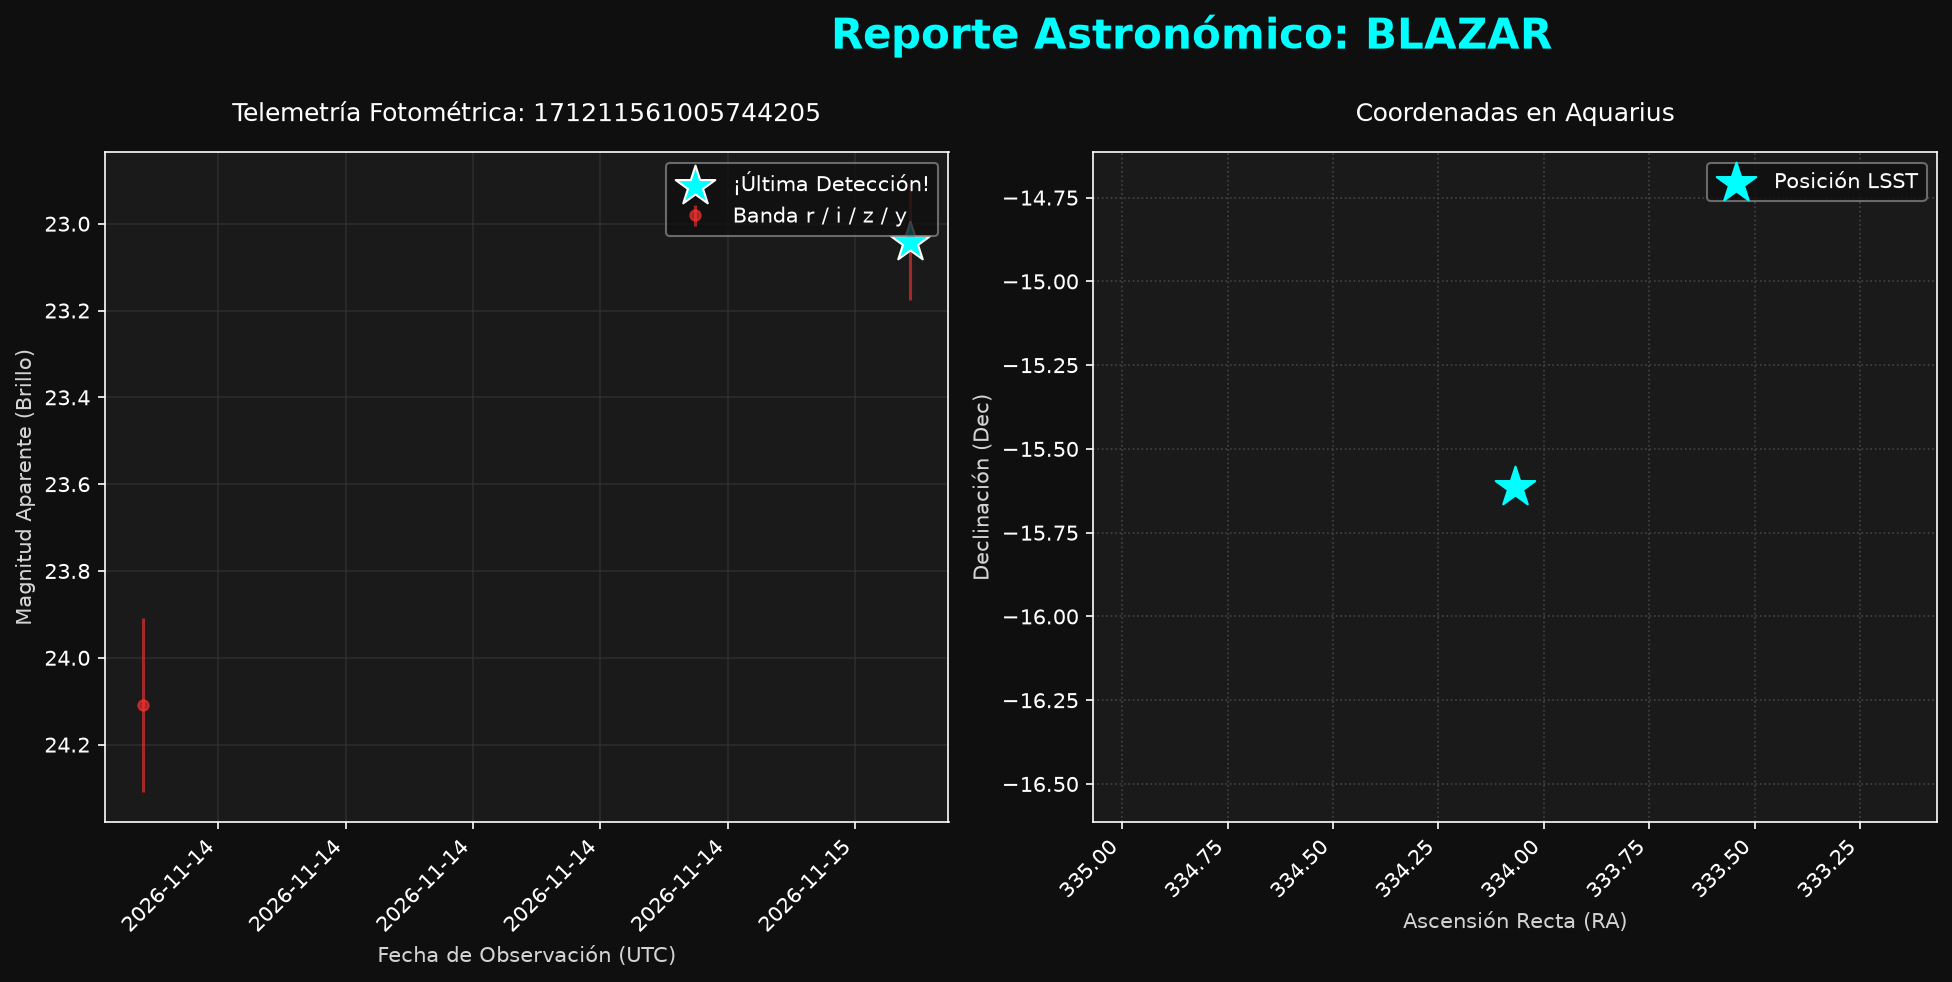 Reporte Astronómico: BLAZAR
Telemetría Fotométrica: 171211561005744205
¡Última Detección!
Banda r / i / z / y
Magnitud Aparente (Brillo)
23.0
23.2
23.4
23.6
23.8
24.0
24.2
2026-11-14
2026-11-14
2026-11-14
2026-11-14
2026-11-14
2026-11-15
Fecha de Observación (UTC)
Coordenadas en Aquarius
Posición LSST
Declinación (Dec)
−14.75
−15.00
−15.25
−15.50
−15.75
−16.00
−16.25
−16.50
335.00
334.75
334.50
334.25
334.00
333.75
333.50
333.25
Ascensión Recta (RA)